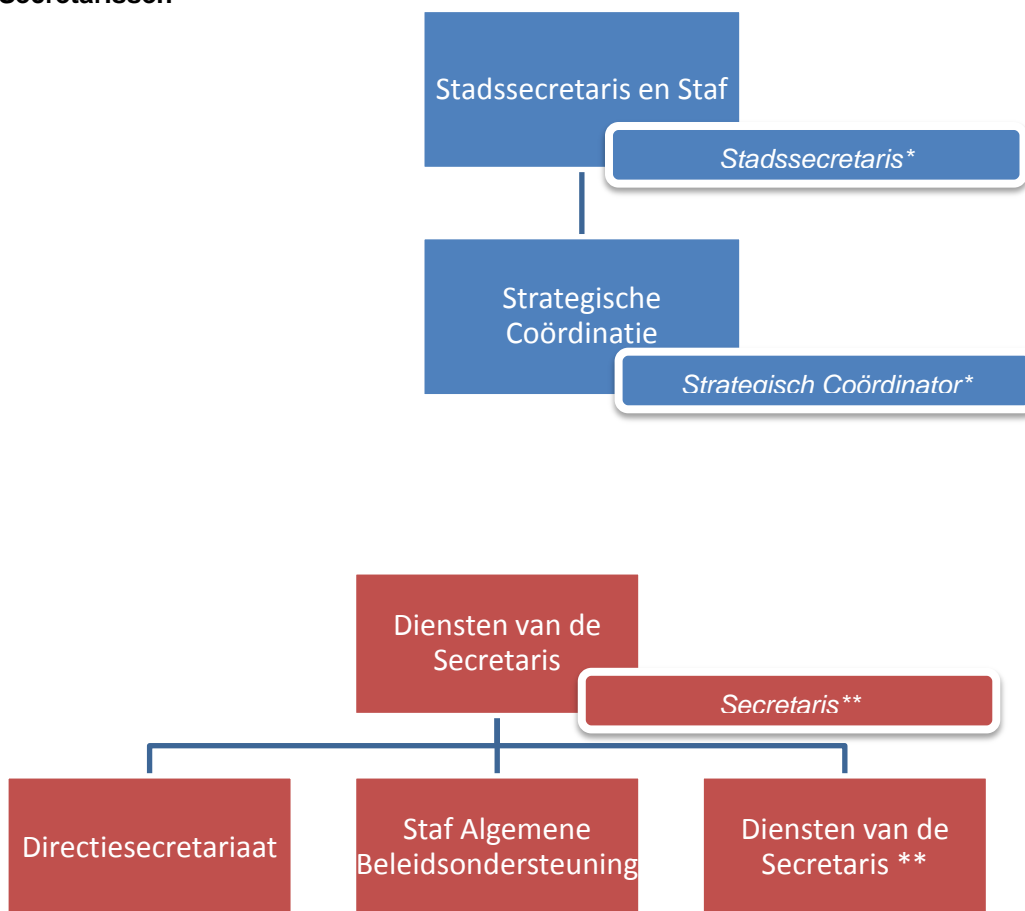 Secretarissen
Stadssecretaris en Staf
Stadssecretaris*
Strategische
Coördinatie
Strategisch Coördinator*
Diensten van de
Secretaris
Secretaris**
Directiesecretariaat
Staf Algemene
Beleidsondersteuning
Diensten van de
Secretaris **